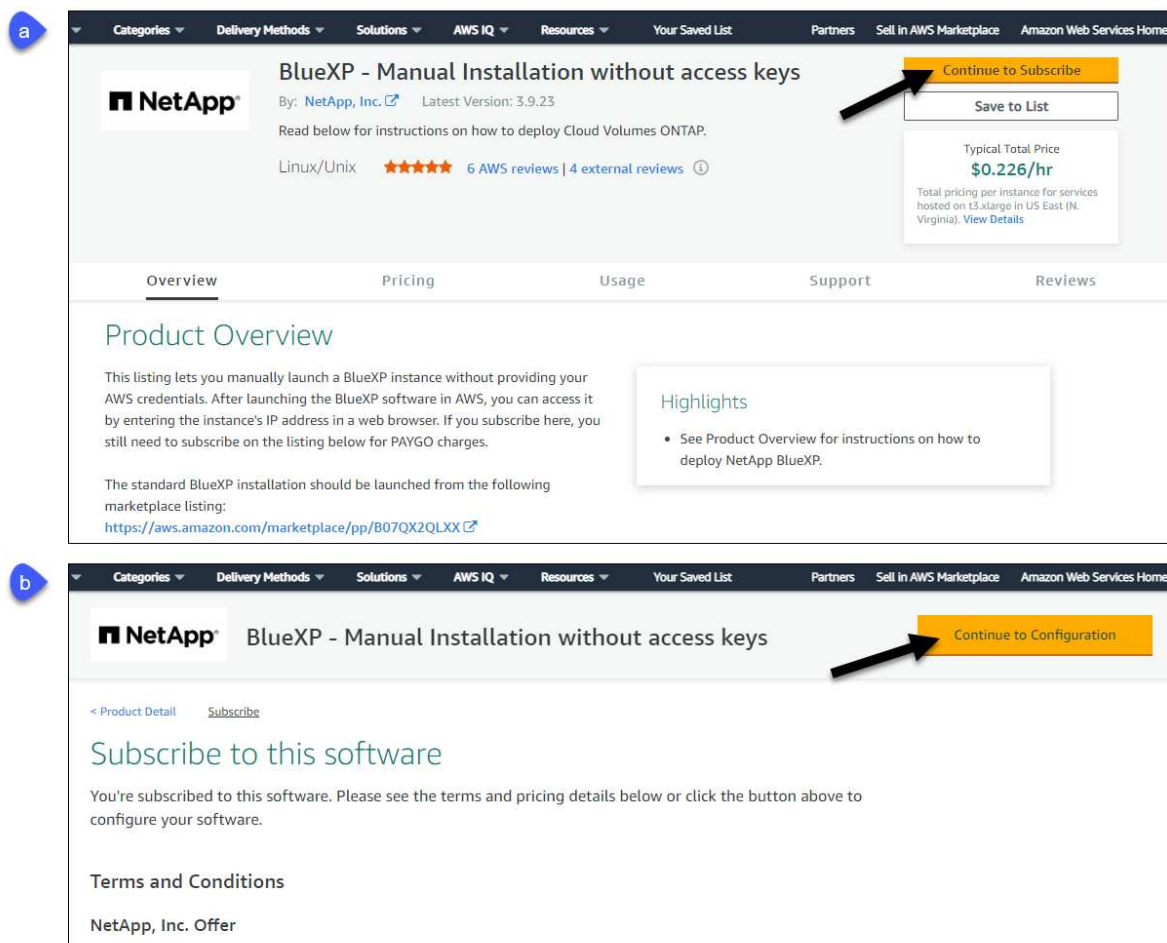 a
Categories Delivery Methods Solutions AWS IQ Resources Your Saved List Partners Sell in AWS Marketplace Amazon Web Services Home
NetApp
BlueXP - Manual Installation without access keys
By: NetApp, Inc. Latest Version: 3.9.23
Read below for instructions on how to deploy Cloud Volumes ONTAP.
Linux/Unix 6 AWS reviews | 4 external reviews
Continue to Subscribe
Save to List
Typical Total Price
$0.226/hr
Total pricing per instance for services
hosted on t3.xlarge in US East (N.
Virginia). View Details
Overview Pricing Usage Support Reviews
Product Overview
This listing lets you manually launch a BlueXP instance without providing your
AWS credentials. After launching the BlueXP software in AWS, you can access it
by entering the instance's IP address in a web browser. If you subscribe here, you
still need to subscribe on the listing below for PAYGO charges.
The standard BlueXP installation should be launched from the following
marketplace listing:
https://aws.amazon.com/marketplace/pp/B07QX2QLXX
Highlights
• See Product Overview for instructions on how to
deploy NetApp BlueXP.
b
Categories Delivery Methods Solutions AWS IQ Resources Your Saved List Partners Sell in AWS Marketplace Amazon Web Services Home
NetApp BlueXP - Manual Installation without access keys Continue to Configuration
< Product Detail Subscribe
Subscribe to this software
You're subscribed to this software. Please see the terms and pricing details below or click the button above to
configure your software.
Terms and Conditions
NetApp, Inc. Offer